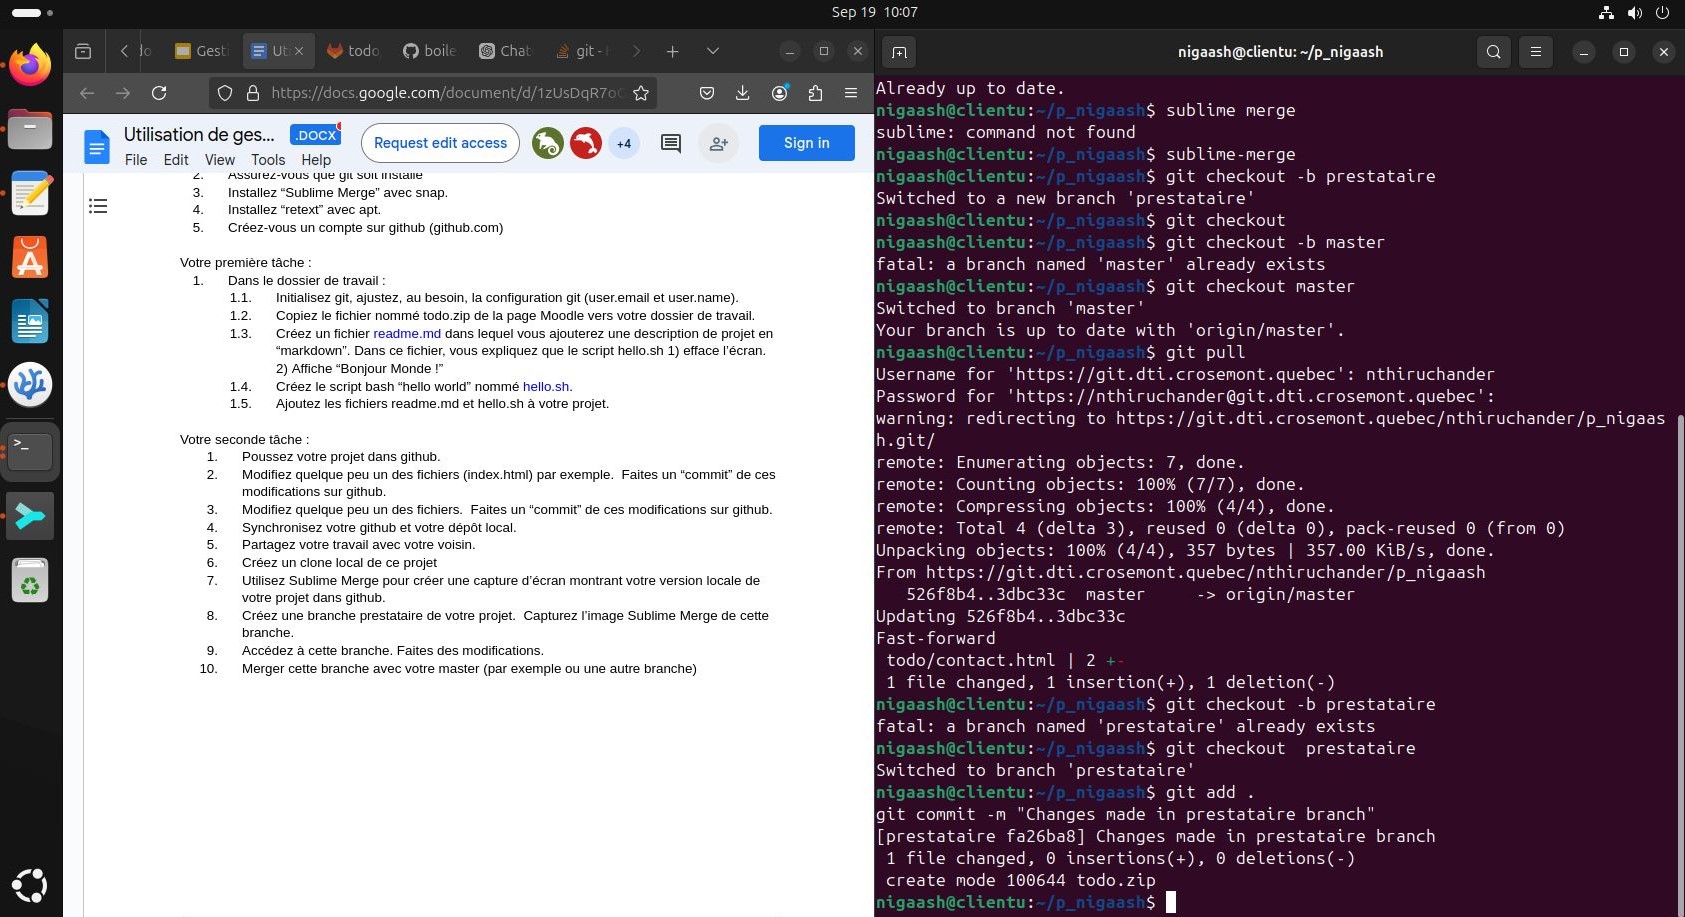 Sep 19 10:07
Gesti
Uti
todo
boile
Chat
git -
https://docs.google.com/document/d/1zUsDqR7o
Utilisation de ges... .DOCX
Request edit access
+4
Sign in
File Edit View Tools Help
2. Assurez-vous que git soit installé
3. Installez “Sublime Merge” avec snap.
4. Installez “retext” avec apt.
5. Créez-vous un compte sur github (github.com)
Votre première tâche :
1. Dans le dossier de travail :
1.1. Initialisez git, ajustez, au besoin, la configuration git (user.email et user.name).
1.2. Copiez le fichier nommé todo.zip de la page Moodle vers votre dossier de travail.
1.3. Créez un fichier readme.md dans lequel vous ajouterez une description de projet en
“markdown”. Dans ce fichier, vous expliquez que le script hello.sh 1) efface l’écran.
2) Affiche “Bonjour Monde !”
1.4. Créez le script bash “hello world” nommé hello.sh.
1.5. Ajoutez les fichiers readme.md et hello.sh à votre projet.
Votre seconde tâche :
1. Poussez votre projet dans github.
2. Modifiez quelque peu un des fichiers (index.html) par exemple. Faites un “commit” de ces
modifications sur github.
3. Modifiez quelque peu un des fichiers. Faites un “commit” de ces modifications sur github.
4. Synchronisez votre github et votre dépôt local.
5. Partagez votre travail avec votre voisin.
6. Créez un clone local de ce projet
7. Utilisez Sublime Merge pour créer une capture d’écran montrant votre version locale de
votre projet dans github.
8. Créez une branche prestataire de votre projet. Capturez l’image Sublime Merge de cette
branche.
9. Accédez à cette branche. Faites des modifications.
10. Merger cette branche avec votre master (par exemple ou une autre branche)
nigaash@clientu: ~/p_nigaash
Already up to date.
nigaash@clientu:~/p_nigaash$ sublime merge
sublime: command not found
nigaash@clientu:~/p_nigaash$ sublime-merge
nigaash@clientu:~/p_nigaash$ git checkout -b prestataire
Switched to a new branch 'prestataire'
nigaash@clientu:~/p_nigaash$ git checkout
nigaash@clientu:~/p_nigaash$ git checkout -b master
fatal: a branch named 'master' already exists
nigaash@clientu:~/p_nigaash$ git checkout master
Switched to branch 'master'
Your branch is up to date with 'origin/master'.
nigaash@clientu:~/p_nigaash$ git pull
Username for 'https://git.dti.crosemont.quebec': nthiruchander
Password for 'https://nthiruchander@git.dti.crosemont.quebec':
warning: redirecting to https://git.dti.crosemont.quebec/nthiruchander/p_nigaas
h.git/
remote: Enumerating objects: 7, done.
remote: Counting objects: 100% (7/7), done.
remote: Compressing objects: 100% (4/4), done.
remote: Total 4 (delta 3), reused 0 (delta 0), pack-reused 0 (from 0)
Unpacking objects: 100% (4/4), 357 bytes | 357.00 KiB/s, done.
From https://git.dti.crosemont.quebec/nthiruchander/p_nigaash
526f8b4..3dbc33c master -> origin/master
Updating 526f8b4..3dbc33c
Fast-forward
todo/contact.html | 2 +-
1 file changed, 1 insertion(+), 1 deletion(-)
nigaash@clientu:~/p_nigaash$ git checkout -b prestataire
fatal: a branch named 'prestataire' already exists
nigaash@clientu:~/p_nigaash$ git checkout  prestataire
Switched to branch 'prestataire'
nigaash@clientu:~/p_nigaash$ git add .
git commit -m "Changes made in prestataire branch"
[prestataire fa26ba8] Changes made in prestataire branch
1 file changed, 0 insertions(+), 0 deletions(-)
create mode 100644 todo.zip
nigaash@clientu:~/p_nigaash$